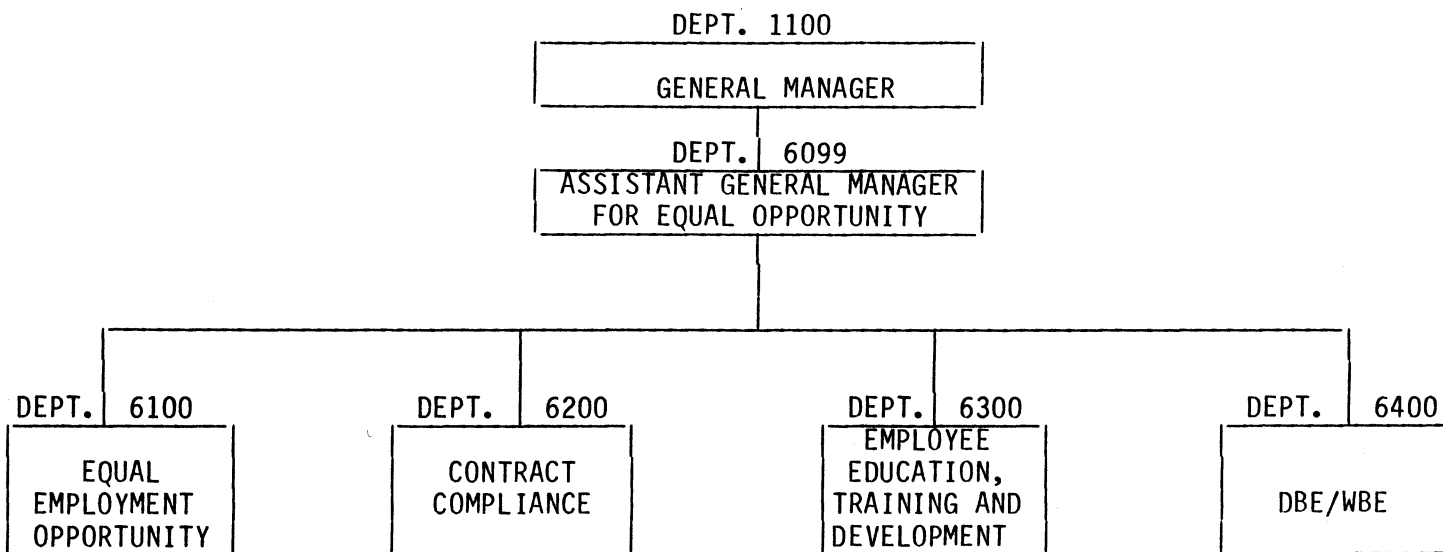 DEPT. 1100
GENERAL MANAGER
DEPT. 6099
ASSISTANT GENERAL MANAGER
FOR EQUAL OPPORTUNITY
DEPT. 6100
EQUAL
EMPLOYMENT
OPPORTUNITY
DEPT. 6200
CONTRACT
COMPLIANCE
DEPT. 6300
EMPLOYEE
EDUCATION,
TRAINING AND
DEVELOPMENT
DEPT. 6400
DBE/WBE